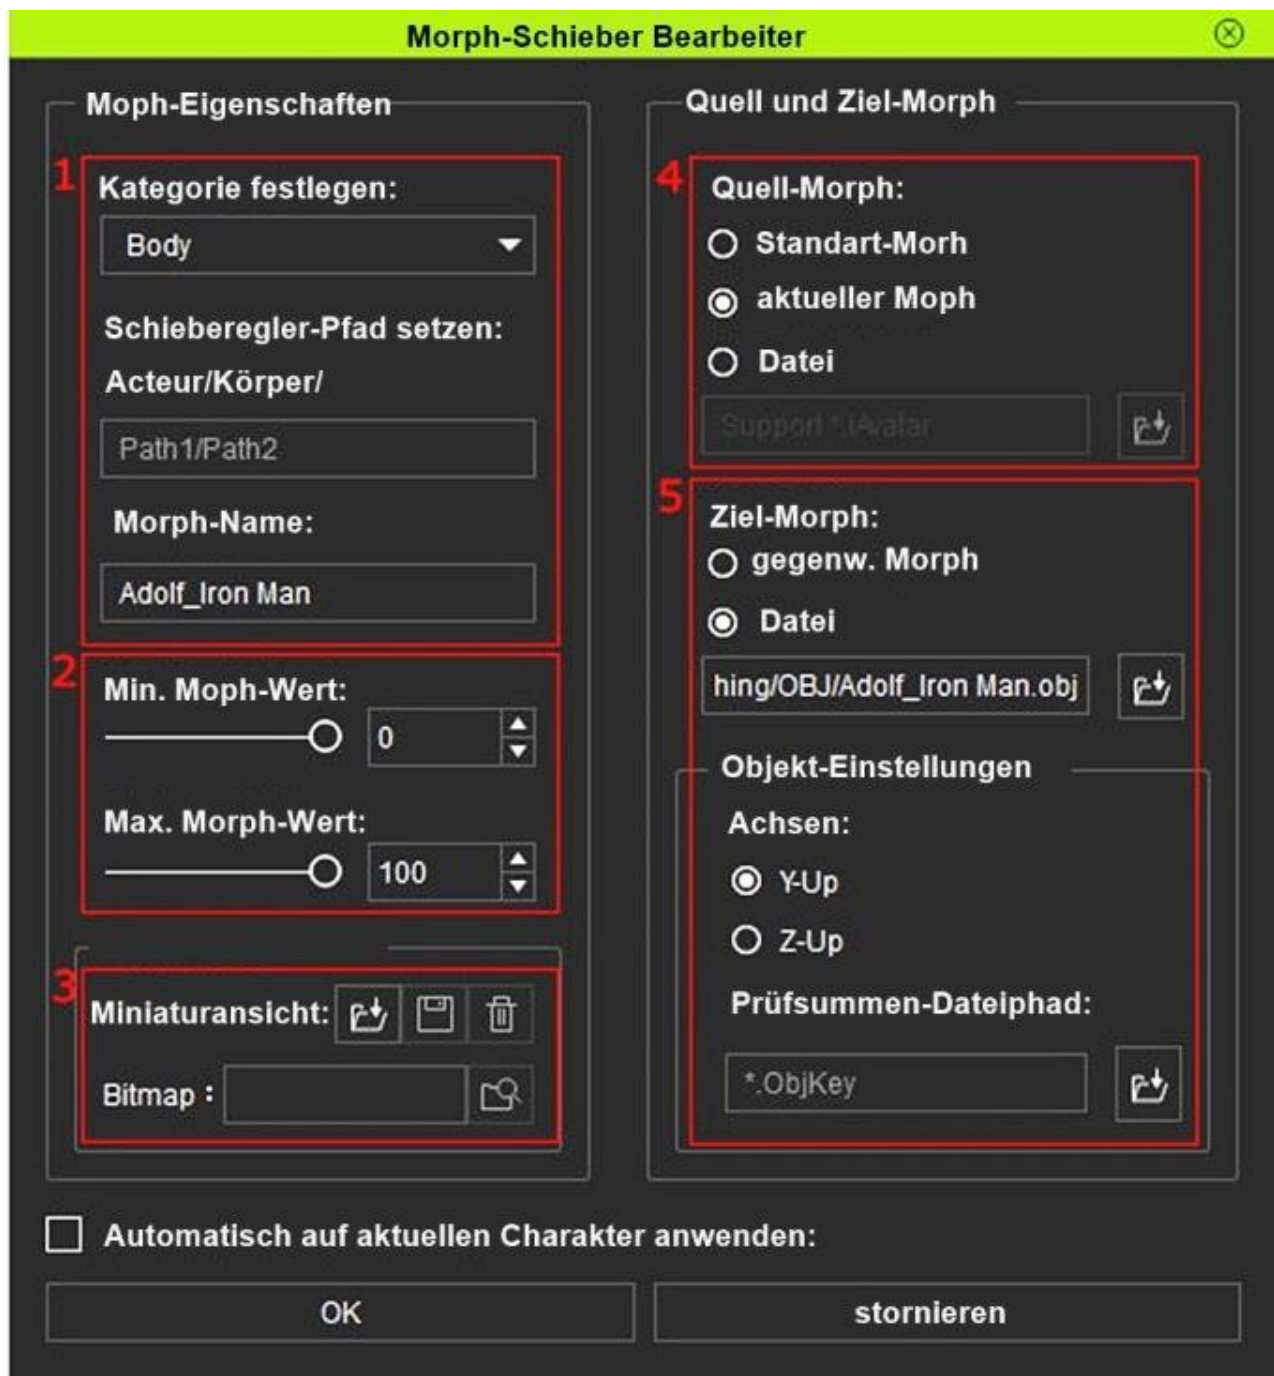 Morph-Schieber Bearbeiter
Moph-Eigenschaften
1
Kategorie festlegen:
Body
Schieberegler-Pfad setzen:
Acteur/Körper/
Path1/Path2
Morph-Name:
Adolf_Iron Man
2
Min. Moph-Wert:
0
Max. Morph-Wert:
100
3
Miniaturansicht:
Bitmap :
Quell und Ziel-Morph
4
Quell-Morph:
Standart-Morh
aktueller Moph
Datei
Support *.iAvatar
5
Ziel-Morph:
gegenw. Morph
Datei
hing/OBJ/Adolf_Iron Man.obj
Objekt-Einstellungen
Achsen:
Y-Up
Z-Up
Prüfsummen-Dateiphad:
*.ObjKey
Automatisch auf aktuellen Charakter anwenden:
OK
stornieren